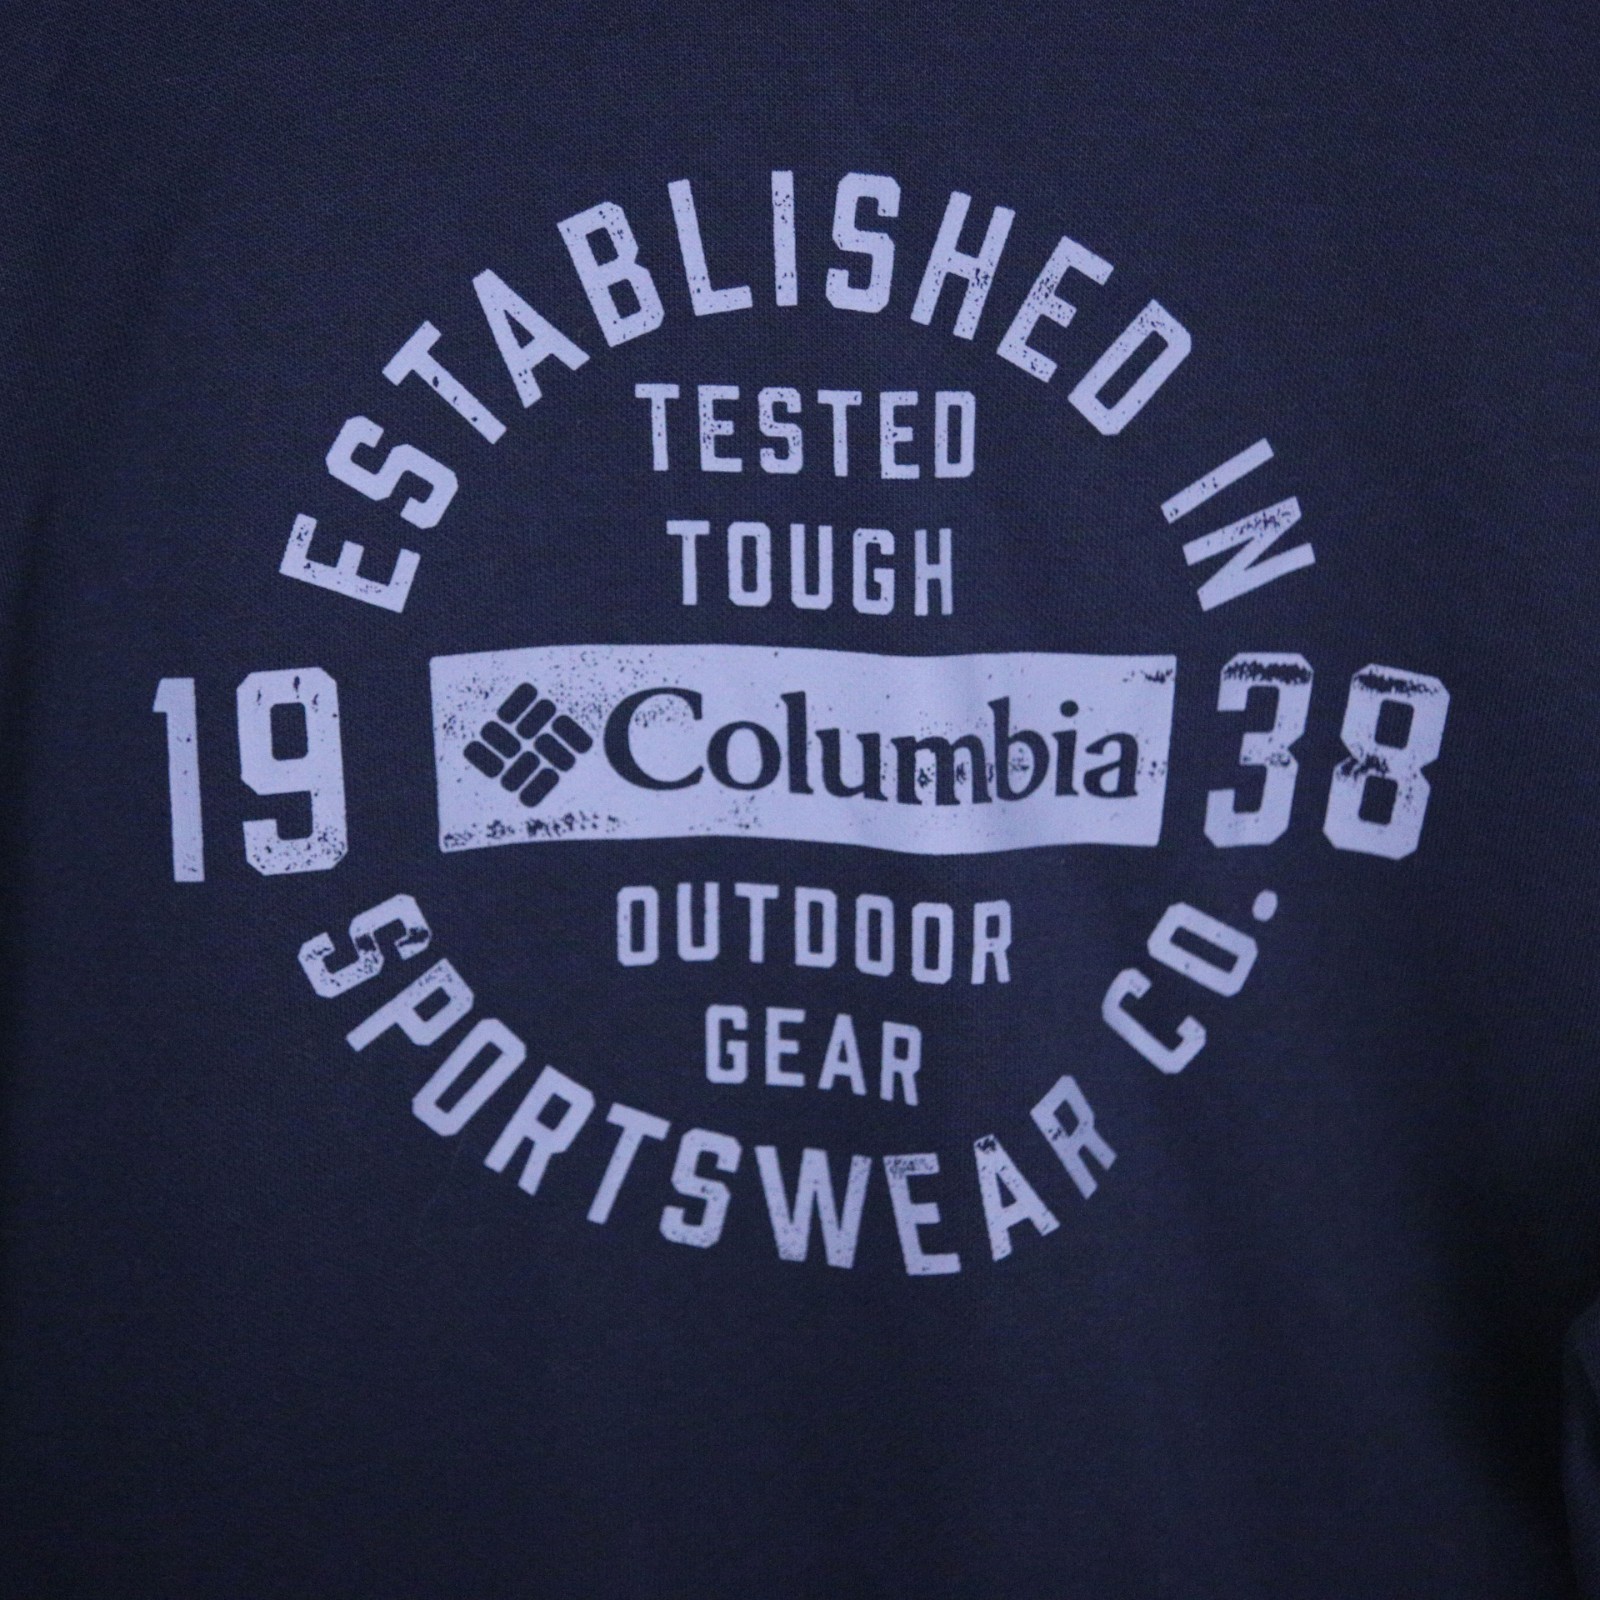 ESTABLISHED IN
TESTED
TOUGH
19 Columbia 38
OUTDOOR
GEAR
SPORTSWEAR CO.